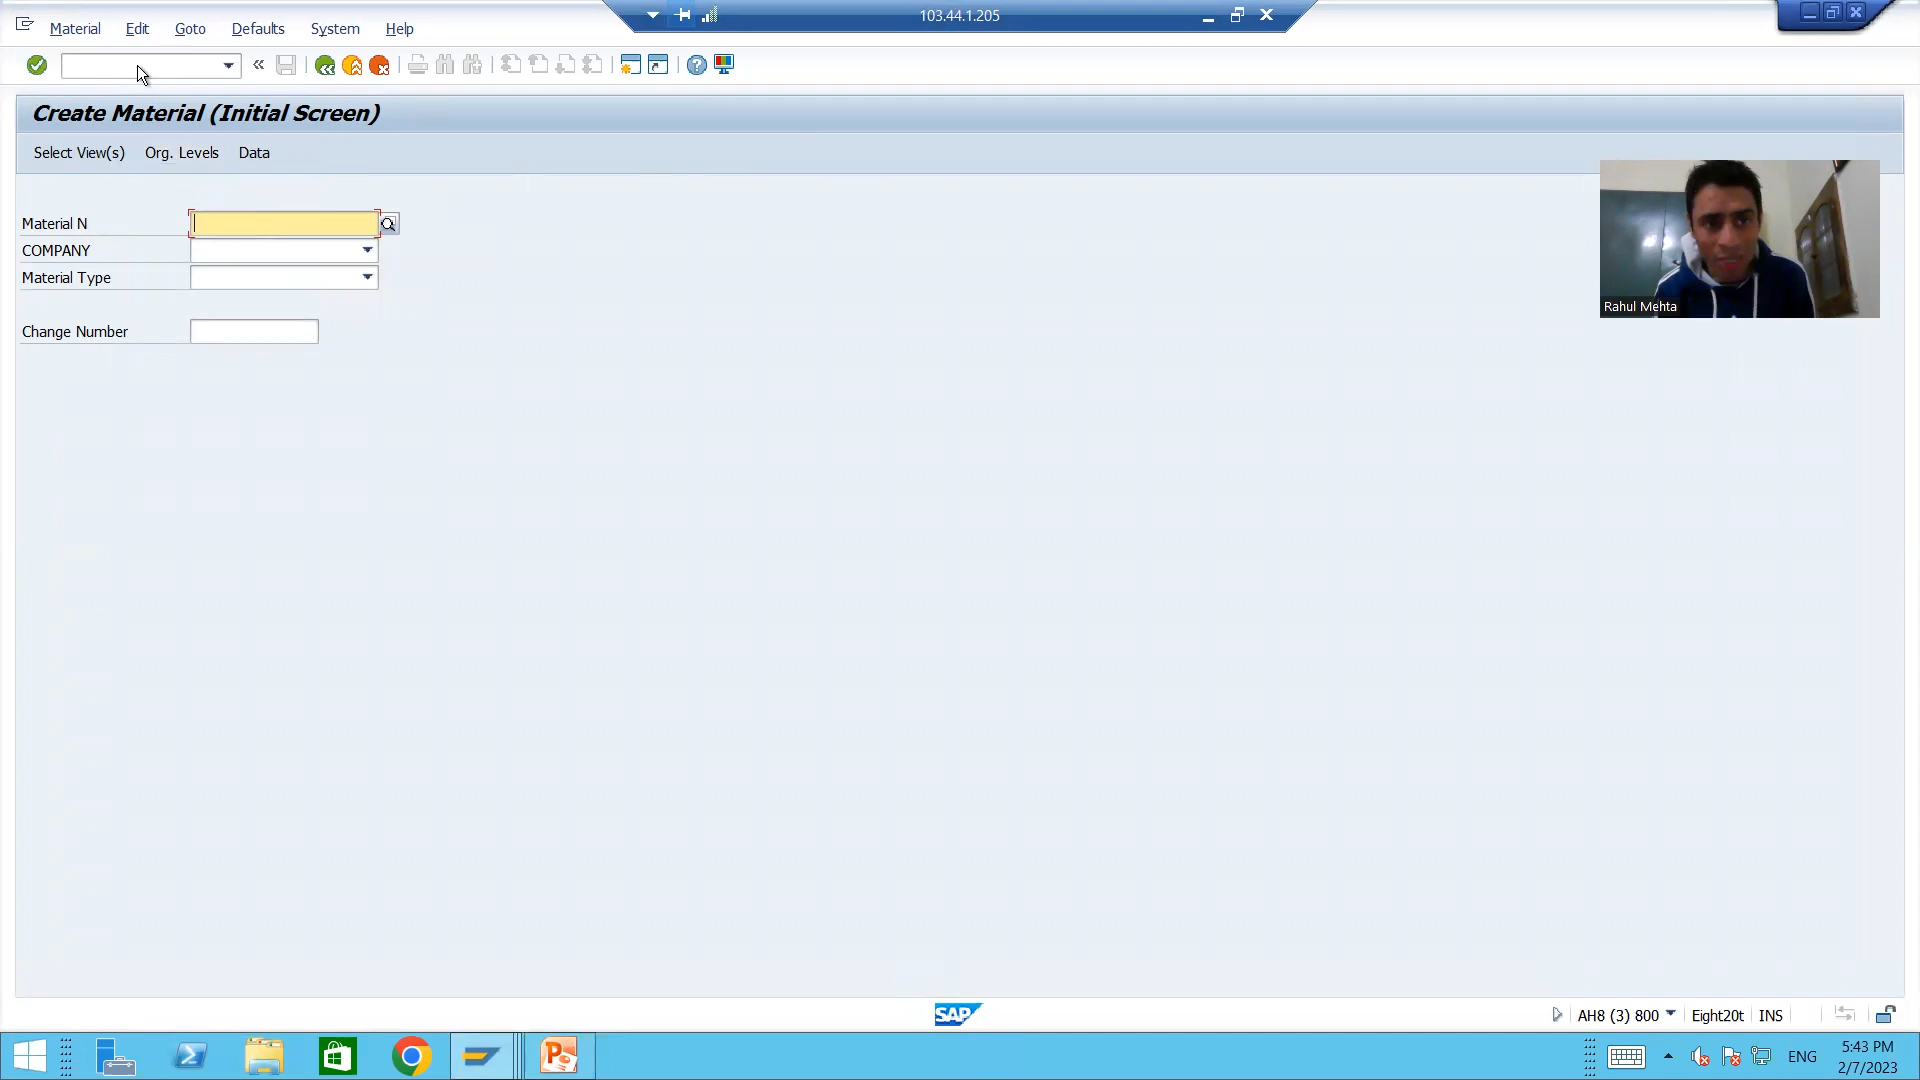 103.44.1.205
Material Edit Goto Defaults System Help
Create Material (Initial Screen)
Select View(s) Org. Levels Data
Material N
COMPANY
Material Type
Change Number
Rahul Mehta
SAP
AH8 (3) 800 Eight20t INS
ENG
5:43 PM
2/7/2023